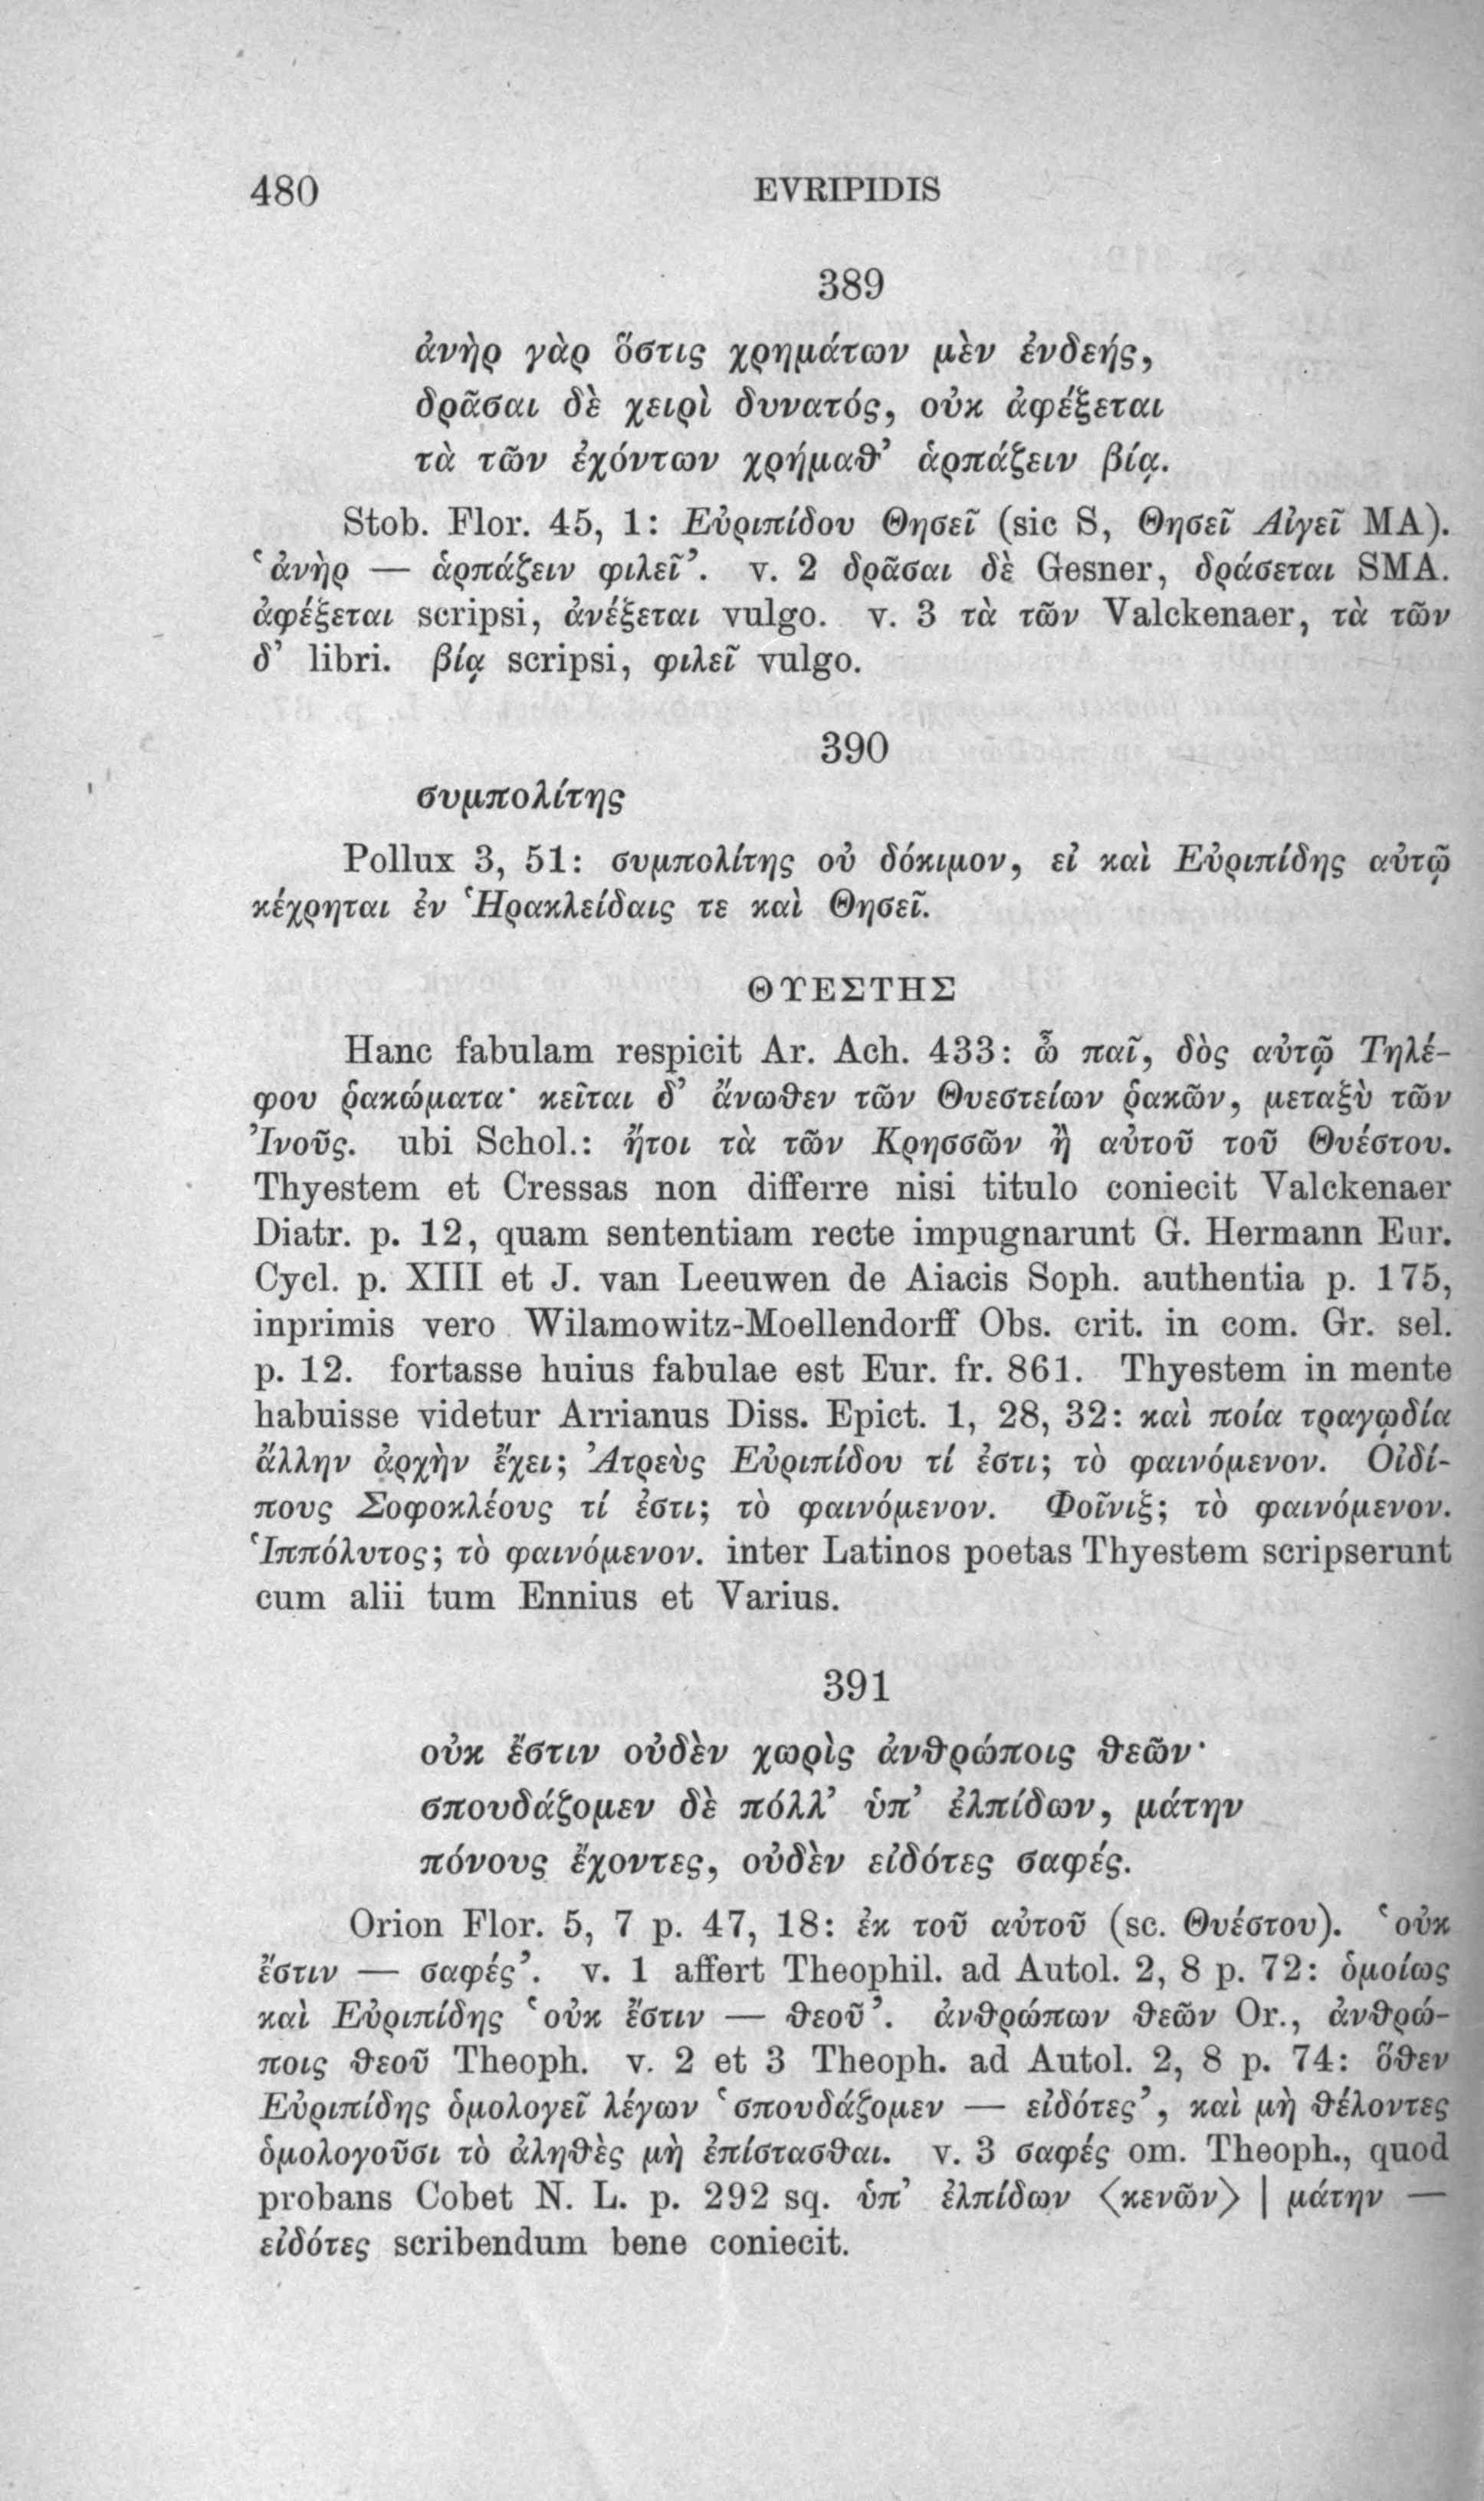 480 EVRIPIDIS
389
ἀνὴρ γὰρ ὅστις χρημάτων μὲν ἐνδεής,
δρᾶσαι δὲ χειρὶ δυνατός, οὐκ ἀφέξεται
τὰ τῶν ἐχόντων χρήμαθ’ ἁρπάζειν βίᾳ.
Stob. Flor. 45, 1: Εὐριπίδου Θησεῖ (sic S, Θησεῖ Αἰγεῖ MA).
‘ἀνὴρ — ἁρπάζειν φιλεῖ’. v. 2 δρᾶσαι δὲ Gesner, δράσεται SMA.
ἀφέξεται scripsi, ἀνέξεται vulgo. v. 3 τὰ τῶν Valckenaer, τὰ τῶν
δ’ libri. βίᾳ scripsi, φιλεῖ vulgo.
390
συμπολίτης
Pollux 3, 51: συμπολίτης οὐ δόκιμον, εἰ καὶ Εὐριπίδης αὐτῷ
κέχρηται ἐν Ἡρακλείδαις τε καὶ Θησεῖ.
ΘΥΕΣΤΗΣ
Hanc fabulam respicit Ar. Ach. 433: ὦ παῖ, δὸς αὐτῷ Τηλέ-
φου ῥακώματα· κεῖται δ’ ἄνωθεν τῶν Θυεστείων ῥακῶν, μεταξὺ τῶν
Ἰνοῦς. ubi Schol.: ἤτοι τὰ τῶν Κρησσῶν ἢ αὐτοῦ τοῦ Θυέστου.
Thyestem et Cressas non differre nisi titulo coniecit Valckenaer
Diatr. p. 12, quam sententiam recte impugnarunt G. Hermann Eur.
Cycl. p. XIII et J. van Leeuwen de Aiacis Soph. authentia p. 175,
inprimis vero Wilamowitz-Moellendorff Obs. crit. in com. Gr. sel.
p. 12. fortasse huius fabulae est Eur. fr. 861. Thyestem in mente
habuisse videtur Arrianus Diss. Epict. 1, 28, 32: καὶ ποία τραγῳδία
ἄλλην ἀρχὴν ἔχει; Ἀτρεὺς Εὐριπίδου τί ἐστι; τὸ φαινόμενον. Οἰδί-
πους Σοφοκλέους τί ἐστι; τὸ φαινόμενον. Φοῖνιξ; τὸ φαινόμενον.
Ἱππόλυτος; τὸ φαινόμενον. inter Latinos poetas Thyestem scripserunt
cum alii tum Ennius et Varius.
391
οὐκ ἔστιν οὐδὲν χωρὶς ἀνθρώποις θεῶν·
σπουδάζομεν δὲ πόλλ’ ὑπ’ ἐλπίδων, μάτην
πόνους ἔχοντες, οὐδὲν εἰδότες σαφές.
Orion Flor. 5, 7 p. 47, 18: ἐκ τοῦ αὐτοῦ (sc. Θυέστου). ‘οὐκ
ἔστιν — σαφές’. v. 1 affert Theophil. ad Autol. 2, 8 p. 72: ὁμοίως
καὶ Εὐριπίδης ‘οὐκ ἔστιν — θεοῦ’. ἀνθρώπων θεῶν Or., ἀνθρώ-
ποις θεοῦ Theoph. v. 2 et 3 Theoph. ad Autol. 2, 8 p. 74: ὅθεν
Εὐριπίδης ὁμολογεῖ λέγων ‘σπουδάζομεν — εἰδότες’, καὶ μὴ θέλοντες
ὁμολογοῦσι τὸ ἀληθὲς μὴ ἐπίστασθαι. v. 3 σαφές om. Theoph., quod
probans Cobet N. L. p. 292 sq. ὑπ’ ἐλπίδων ⟨κενῶν⟩ | μάτην —
εἰδότες scribendum bene coniecit.